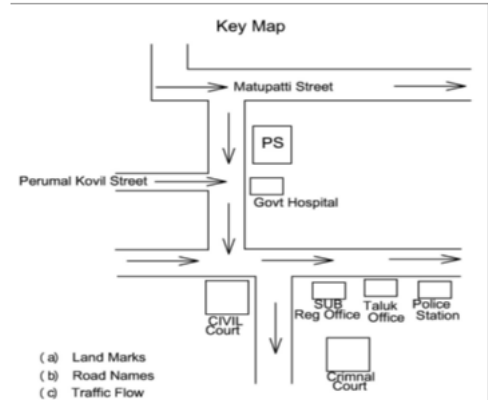 Key Map
Matupatti Street
PS
Perumal Kovil Street
Govt Hospital
CIVIL
Court
SUB
Reg Office
Taluk
Office
Police
Station
Crimnal
Court
(a) Land Marks
(b) Road Names
(c) Traffic Flow